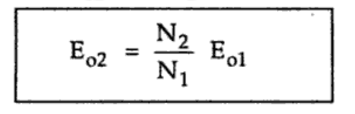 E_o2 = N_2/N_1 E_o1